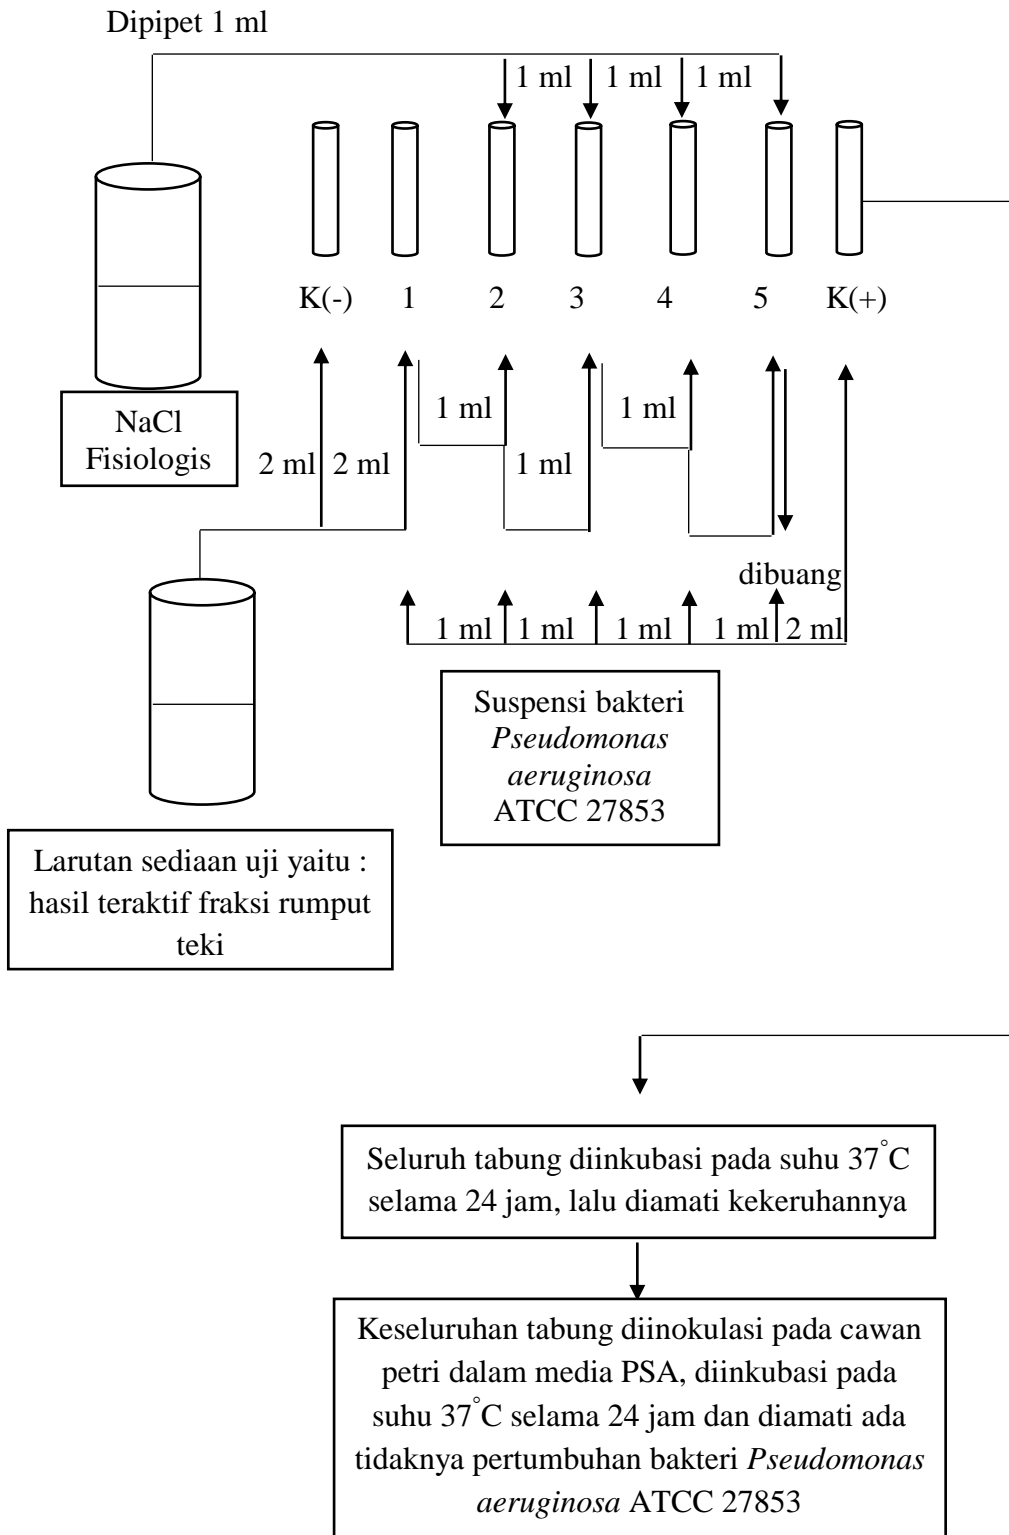 Dipipet 1 ml
1 ml 1 ml 1 ml
K(-) 1 2 3 4 5 K(+)
NaCl
Fisiologis
1 ml 1 ml
2 ml 2 ml 1 ml
dibuang
1 ml 1 ml 1 ml 1 ml 2 ml
Suspensi bakteri
Pseudomonas
aeruginosa
ATCC 27853
Larutan sediaan uji yaitu :
hasil teraktif fraksi rumput
teki
Seluruh tabung diinkubasi pada suhu 37°C
selama 24 jam, lalu diamati kekeruhannya
Keseluruhan tabung diinokulasi pada cawan
petri dalam media PSA, diinkubasi pada
suhu 37°C selama 24 jam dan diamati ada
tidaknya pertumbuhan bakteri Pseudomonas
aeruginosa ATCC 27853